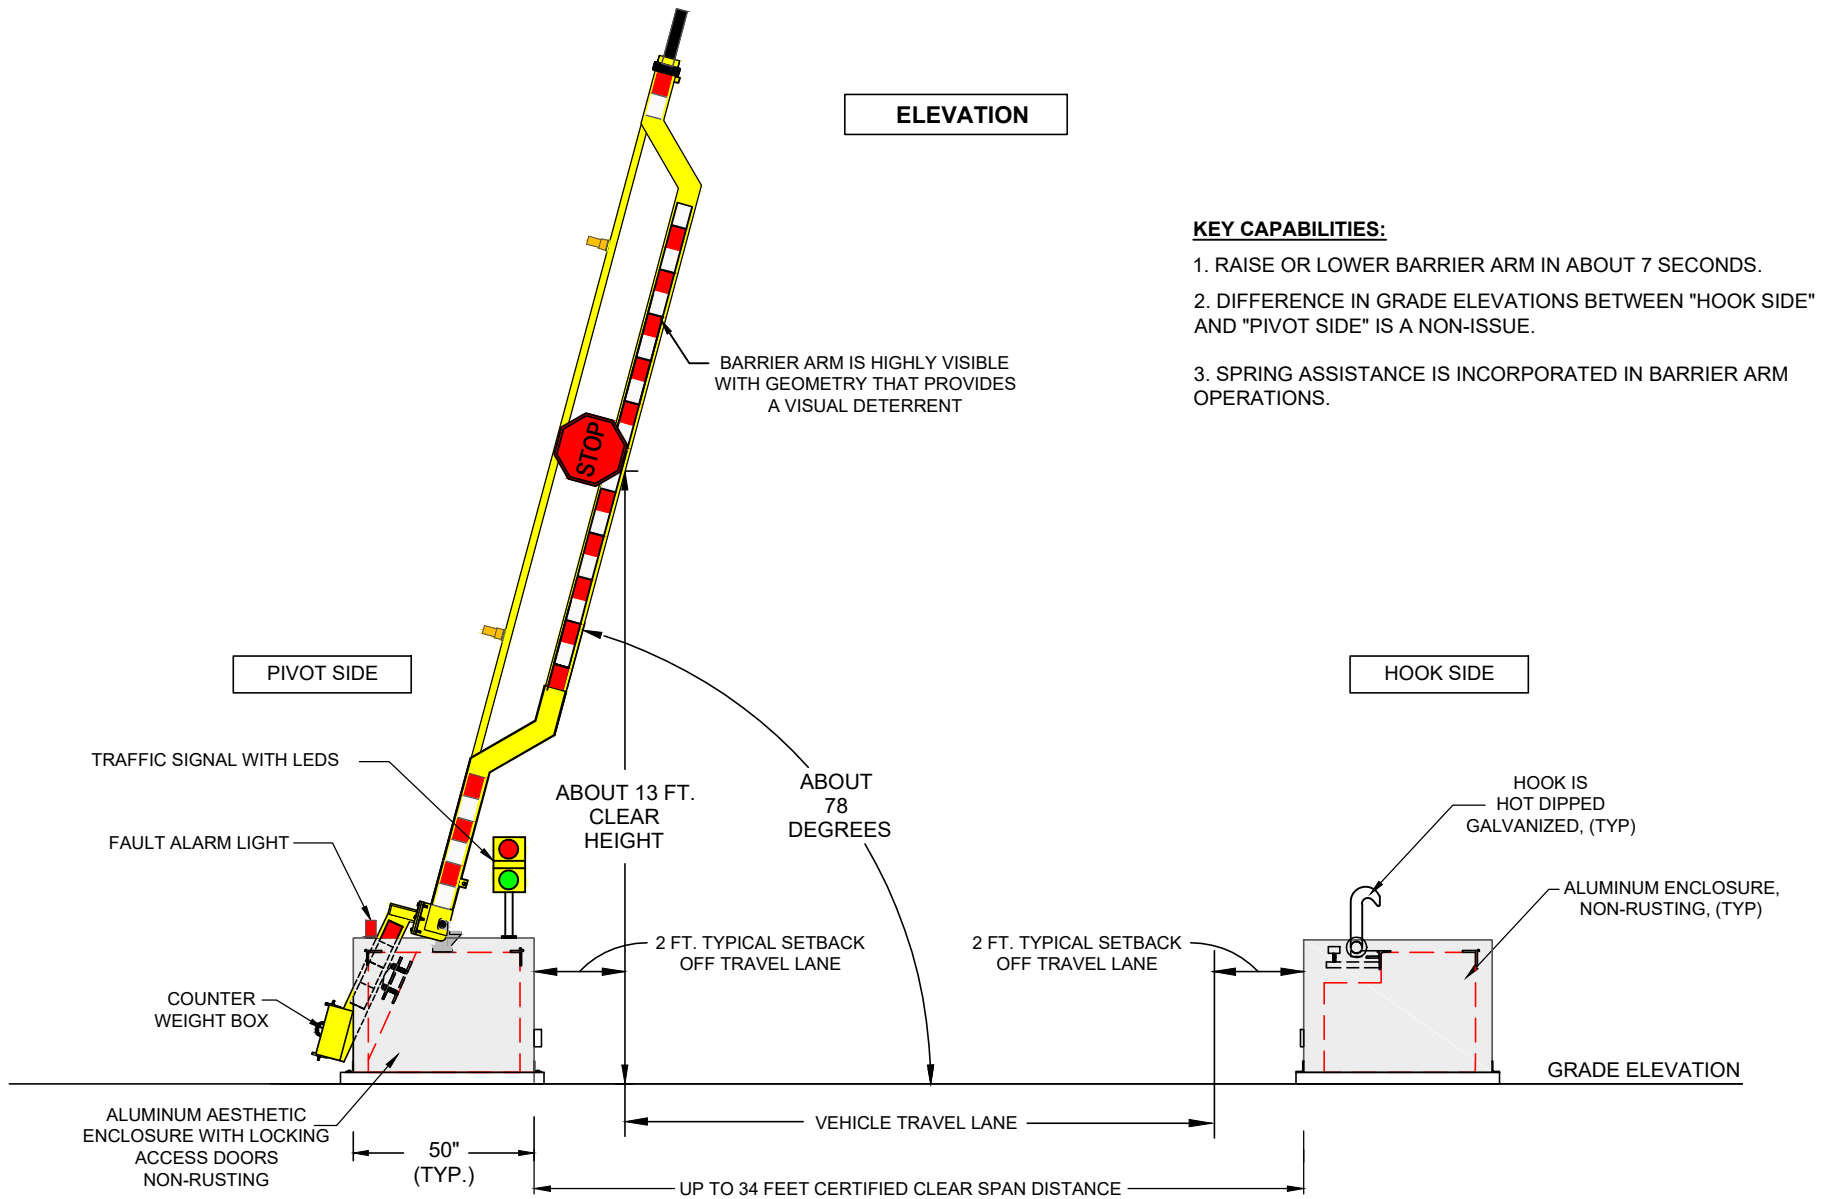 ELEVATION
KEY CAPABILITIES:
1. RAISE OR LOWER BARRIER ARM IN ABOUT 7 SECONDS.
2. DIFFERENCE IN GRADE ELEVATIONS BETWEEN "HOOK SIDE"
AND "PIVOT SIDE" IS A NON-ISSUE.
3. SPRING ASSISTANCE IS INCORPORATED IN BARRIER ARM
OPERATIONS.
BARRIER ARM IS HIGHLY VISIBLE
WITH GEOMETRY THAT PROVIDES
A VISUAL DETERRENT
STOP
PIVOT SIDE
HOOK SIDE
TRAFFIC SIGNAL WITH LEDS
FAULT ALARM LIGHT
ABOUT 13 FT.
CLEAR
HEIGHT
ABOUT
78
DEGREES
HOOK IS
HOT DIPPED
GALVANIZED, (TYP)
ALUMINUM ENCLOSURE,
NON-RUSTING, (TYP)
2 FT. TYPICAL SETBACK
OFF TRAVEL LANE
2 FT. TYPICAL SETBACK
OFF TRAVEL LANE
COUNTER
WEIGHT BOX
GRADE ELEVATION
ALUMINUM AESTHETIC
ENCLOSURE WITH LOCKING
ACCESS DOORS
NON-RUSTING
50"
(TYP.)
VEHICLE TRAVEL LANE
UP TO 34 FEET CERTIFIED CLEAR SPAN DISTANCE